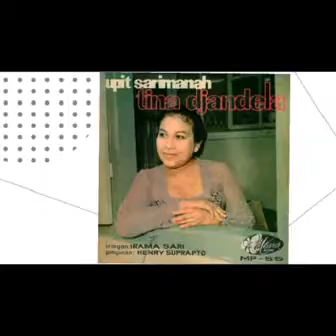 upit sarimanah
tina djandela
iringan: IRAMA SARI
pimpinan: HENRY SUPRAPTO
MP-55